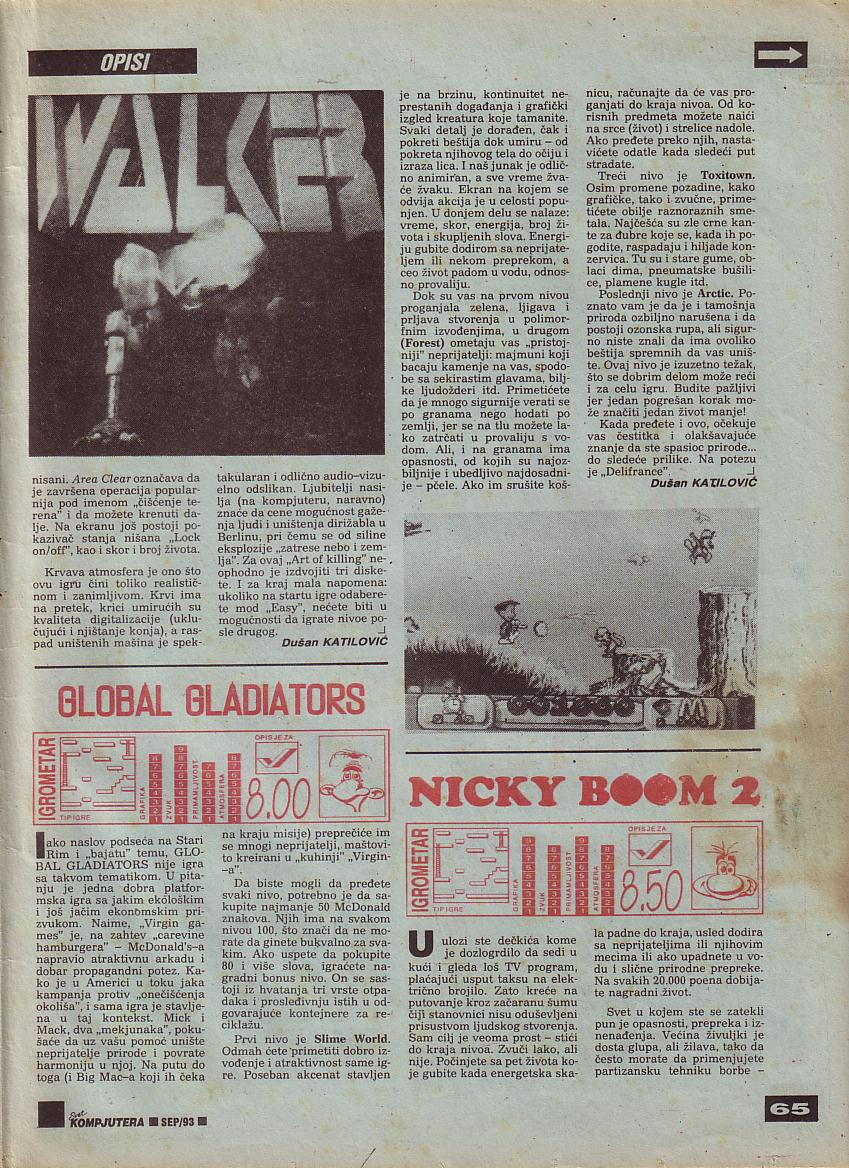 OPISI
WALKER
nisani. Area Clear označava da
je završena operacija popular-
nija pod imenom „čišćenje te-
rena" i da možete krenuti da-
lje. Na ekranu još postoji po-
kazivač stanja nišana „Lock
on/off", kao i skor i broj života.
Krvava atmosfera je ono što
ovu igru čini toliko realistič-
nom i zanimljivom. Krvi ima
na pretek, krici umirućih su
kvaliteta digitalizacije (uklju-
čujući i njištanje konja), a ras-
pad uništenih mašina je spek-
takularan i odlično audio-vizu-
elno odslikan. Ljubitelji nasi-
lja (na kompjuteru, naravno)
znaće da cene mogućnost gaže-
nja ljudi i uništenja dirižabla u
Berlinu, pri čemu se od siline
eksplozije „zatrese nebo i zem-
lja". Za ovaj „Art of killing" ne-
ophodno je izdvojiti tri diske-
te. I za kraj mala napomena:
ukoliko na startu igre odabere-
te mod „Easy", nećete biti u
mogućnosti da igrate nivoe po-
sle drugog.
Dušan KATILOVIĆ
GLOBAL GLADIATORS
IGROMETAR
TIP IGRE
GRAFIKA
ZVUK
PRIMAMLJIVOST
ATMOSFERA
OPIS JE ZA
8.00
Iako naslov podseća na Stari
Rim i „bajatu" temu, GLO-
BAL GLADIATORS nije igra
sa takvom tematikom. U pita-
nju je jedna dobra platfor-
mska igra sa jakim ekološkim
i još jačim ekonomskim pri-
zvukom. Naime, „Virgin ga-
mes" je, na zahtev „carevine
hamburgera" – McDonald's-a
napravio atraktivnu arkadu i
dobar propagandni potez. Ka-
ko je u Americi u toku jaka
kampanja protiv „onečišćenja
okoliša", i sama igra je stavlje-
na u taj kontekst. Mick i
Mack, dva „mekjunaka", poku-
šaće da uz vašu pomoć unište
neprijatelje prirode i povrate
harmoniju u njoj. Na putu do
toga (i Big Mac-a koji ih čeka
na kraju misije) preprečiće im
se mnogi neprijatelji, maštovi-
to kreirani u „kuhinji" „Virgin-
-a".
Da biste mogli da pređete
svaki nivo, potrebno je da sa-
kupite najmanje 50 McDonald
znakova. Njih ima na svakom
nivou 100, što znači da ne mo-
rate da ginete bukvalno za sva-
kim. Ako uspete da pokupite
80 i više slova, igraćete na-
gradni bonus nivo. On se sas-
toji iz hvatanja tri vrste otpa-
daka i prosleđivnju istih u od-
govarajuće kontejnere za re-
ciklažu.
Prvi nivo je Slime World.
Odmah ćete primetiti dobro iz-
vođenje i atraktivnost same ig-
re. Poseban akcenat stavljen
je na brzinu, kontinuitet ne-
prestanih događanja i grafički
izgled kreatura koje tamanite.
Svaki detalj je dorađen, čak i
pokreti beštija dok umiru – od
pokreta njihovog tela do očiju i
izraza lica. I naš junak je odlič-
no animiran, a sve vreme žva-
će žvaku. Ekran na kojem se
odvija akcija je u celosti popu-
njen. U donjem delu se nalaze:
vreme, skor, energija, broj ži-
vota i skupljenih slova. Energi-
ju gubite dodirom sa neprijate-
ljem ili nekom preprekom, a
ceo život padom u vodu, odnos-
no provaliju.
Dok su vas na prvom nivou
proganjala zelena, ljigava i
prljava stvorenja u polimor-
fnim izvođenjima, u drugom
(Forest) ometaju vas „pristoj-
niji" neprijatelji: majmuni koji
bacaju kamenje na vas, spodo-
be sa sekirastim glavama, bilj-
ke ljudožderi itd. Primetićete
da je mnogo sigurnije verati se
po granama nego hodati po
zemlji, jer se na tlu možete la-
ko zatrčati u provaliju s vo-
dom. Ali, i na granama ima
opasnosti, od kojih su najoz-
biljnije i ubedljivo najdosadni-
je – pčele. Ako im srušite koš-
nicu, računajte da će vas pro-
ganjati do kraja nivoa. Od ko-
risnih predmeta možete naići
na srce (život) i strelice nadole.
Ako pređete preko njih, nasta-
vićete odatle kada sledeći put
stradate.
Treći nivo je Toxitown.
Osim promene pozadine, kako
grafičke, tako i zvučne, prime-
tićete obilje raznoraznih sme-
tala. Najčešća su zle crne kan-
te za đubre koje se, kada ih po-
godite, raspadaju i hiljade kon-
zervica. Tu su i stare gume, ob-
laci dima, pneumatske bušili-
ce, plamene kugle itd.
Poslednji nivo je Arctic. Po-
znato vam je da je i tamošnja
priroda ozbiljno narušena i da
postoji ozonska rupa, ali sigur-
no niste znali da ima ovoliko
beštija spremnih da vas uniš-
te. Ovaj nivo je izuzetno težak,
što se dobrim delom može reći
i za celu igru. Budite pažljivi
jer jedan pogrešan korak mo-
že značiti jedan život manje!
Kada pređete i ovo, očekuje
vas čestitka i olakšavajuće
znanje da ste spasioc prirode...
do sledeće prilike. Na potezu
je „Delifrance".
Dušan KATILOVIĆ
NICKY BOOM 2
IGROMETAR
TIP IGRE
GRAFIKA
ZVUK
PRIMAMLJIVOST
ATMOSFERA
OPIS JE ZA
8.50
U ulozi ste dečkića kome
je dozlogrdilo da sedi u
kući i gleda loš TV program,
plaćajući usput taksu na elek-
trično brojilo. Zato kreće na
putovanje kroz začaranu šumu
čiji stanovnici nisu oduševljeni
prisustvom ljudskog stvorenja.
Sam cilj je veoma prost – stići
do kraja nivoa. Zvuči lako, ali
nije. Počinjete sa pet života ko-
je gubite kada energetska ska-
la padne do kraja, usled dodira
sa neprijateljima ili njihovim
mecima ili ako upadnete u vo-
du i slične prirodne prepreke.
Na svakih 20.000 poena dobija-
te nagradni život.
Svet u kojem ste se zatekli
pun je opasnosti, prepreka i iz-
nenađenja. Većina živuljki je
dosta glupa, ali žilava, tako da
često morate da primenjujete
partizansku tehniku borbe –
Svet
KOMPJUTERA SEP/93
65